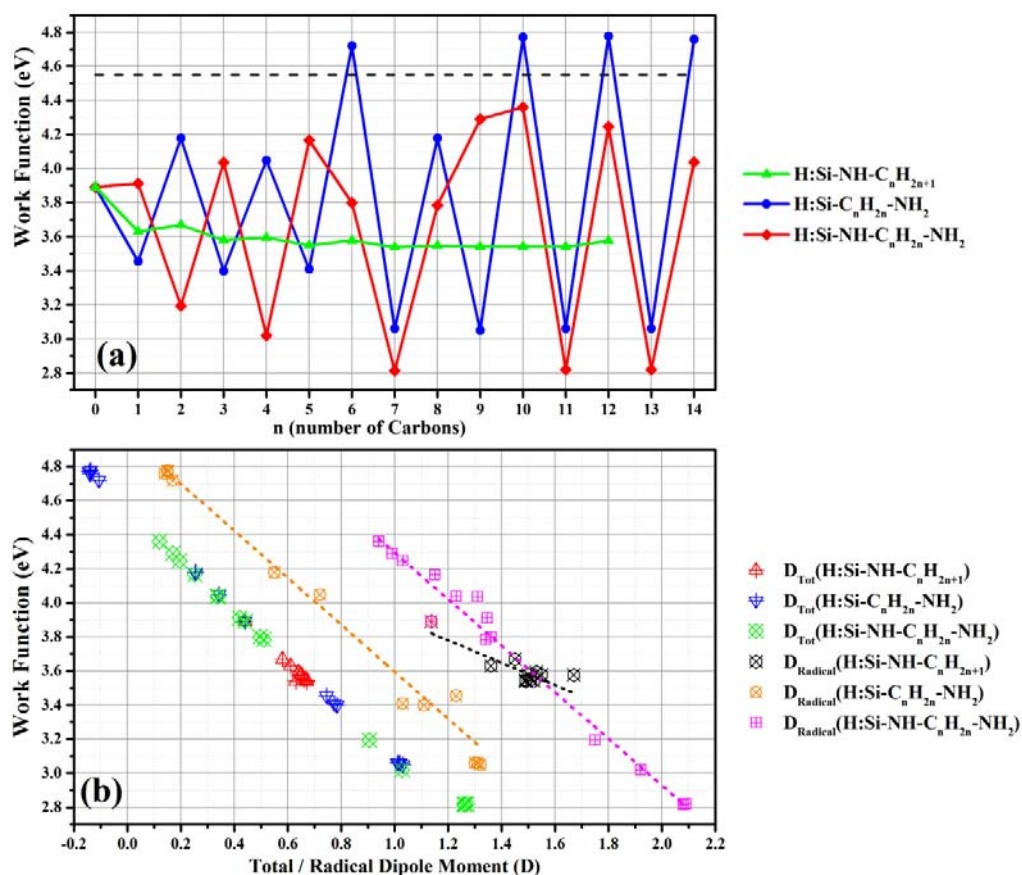 4.8
4.6
4.4
4.2
4.0
3.8
3.6
3.4
3.2
3.0
2.8
Work Function (eV)
(a)
0 1 2 3 4 5 6 7 8 9 10 11 12 13 14
n (number of Carbons)
H:Si-NH-CₙH₂ₙ₊₁
H:Si-CₙH₂ₙ-NH₂
H:Si-NH-CₙH₂ₙ-NH₂
4.8
4.6
4.4
4.2
4.0
3.8
3.6
3.4
3.2
3.0
2.8
Work Function (eV)
(b)
-0.2 0.0 0.2 0.4 0.6 0.8 1.0 1.2 1.4 1.6 1.8 2.0 2.2
Total / Radical Dipole Moment (D)
D_Tot(H:Si-NH-CₙH₂ₙ₊₁)
D_Tot(H:Si-CₙH₂ₙ-NH₂)
D_Tot(H:Si-NH-CₙH₂ₙ-NH₂)
D_Radical(H:Si-NH-CₙH₂ₙ₊₁)
D_Radical(H:Si-CₙH₂ₙ-NH₂)
D_Radical(H:Si-NH-CₙH₂ₙ-NH₂)